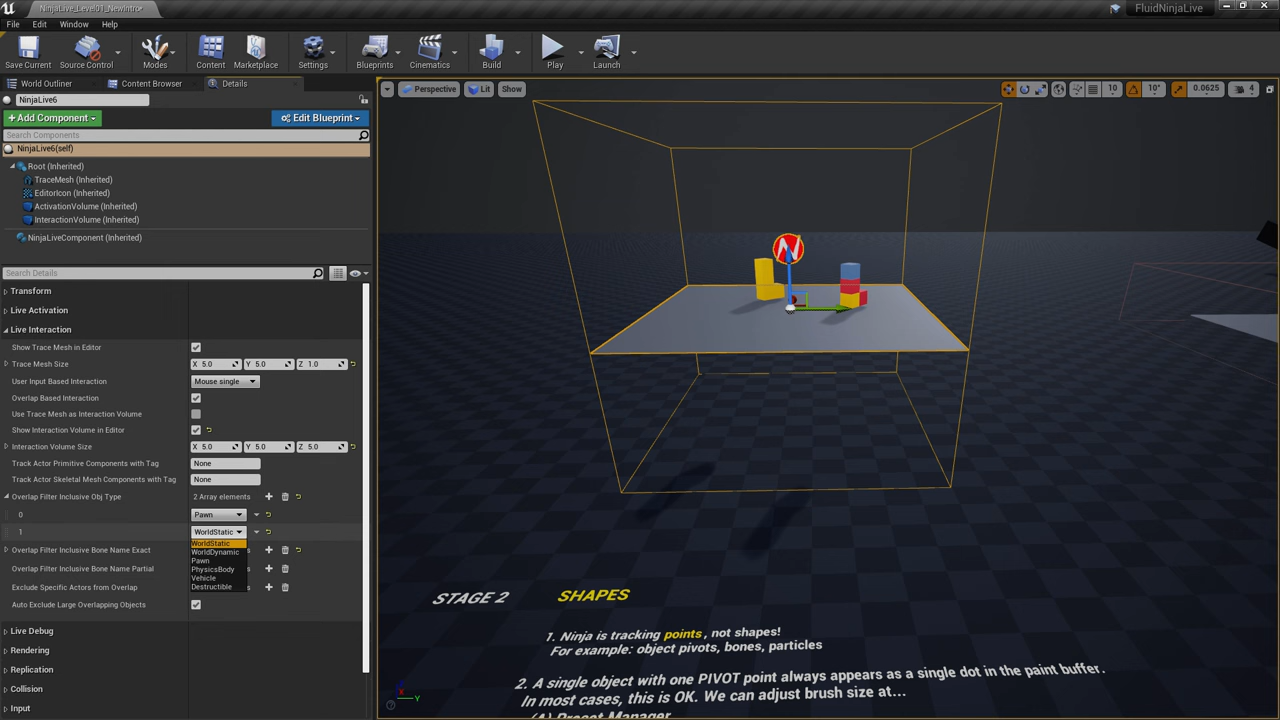 NinjaLive_Level01_NewIntro
FluidNinjaLive
File Edit Window Help
Save Current Source Control Modes Content Marketplace Settings Blueprints Cinematics Build Play Launch
World Outliner Content Browser Details
NinjaLive6
+ Add Component Edit Blueprint
Search Components
NinjaLive6(self)
Root (Inherited)
TraceMesh (Inherited)
EditorIcon (Inherited)
ActivationVolume (Inherited)
InteractionVolume (Inherited)
NinjaLiveComponent (Inherited)
Search Details
Transform
Live Activation
Live Interaction
Show Trace Mesh in Editor
Trace Mesh Size X 5.0 Y 5.0 Z 1.0
User Input Based Interaction Mouse single
Overlap Based Interaction
Use Trace Mesh as Interaction Volume
Show Interaction Volume in Editor
Interaction Volume Size X 5.0 Y 5.0 Z 5.0
Track Actor Primitive Components with Tag None
Track Actor Skeletal Mesh Components with Tag None
Overlap Filter Inclusive Obj Type 2 Array elements
0 Pawn
1 WorldStatic
WorldStatic
WorldDynamic
Pawn
PhysicsBody
Vehicle
Destructible
Overlap Filter Inclusive Bone Name Exact
Overlap Filter Inclusive Bone Name Partial
Exclude Specific Actors from Overlap
Auto Exclude Large Overlapping Objects
Live Debug
Rendering
Replication
Collision
Input
Perspective Lit Show
10 10° 0.0625 4
N
STAGE 2 SHAPES
1. Ninja is tracking points, not shapes!
For example: object pivots, bones, particles
2. A single object with one PIVOT point always appears as a single dot in the paint buffer.
In most cases, this is OK. We can adjust brush size at...
(A) Preset Manager
X Y